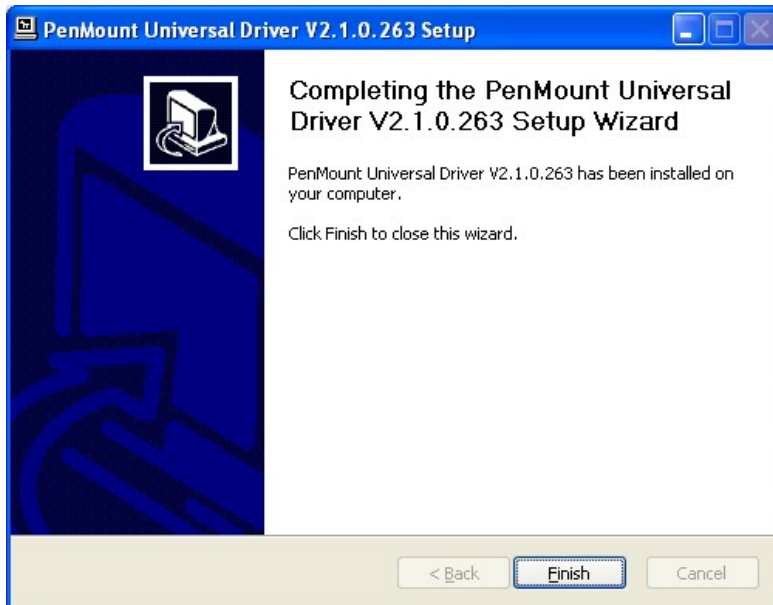 PenMount Universal Driver V2.1.0.263 Setup
Completing the PenMount Universal
Driver V2.1.0.263 Setup Wizard
PenMount Universal Driver V2.1.0.263 has been installed on
your computer.
Click Finish to close this wizard.
< Back
Finish
Cancel